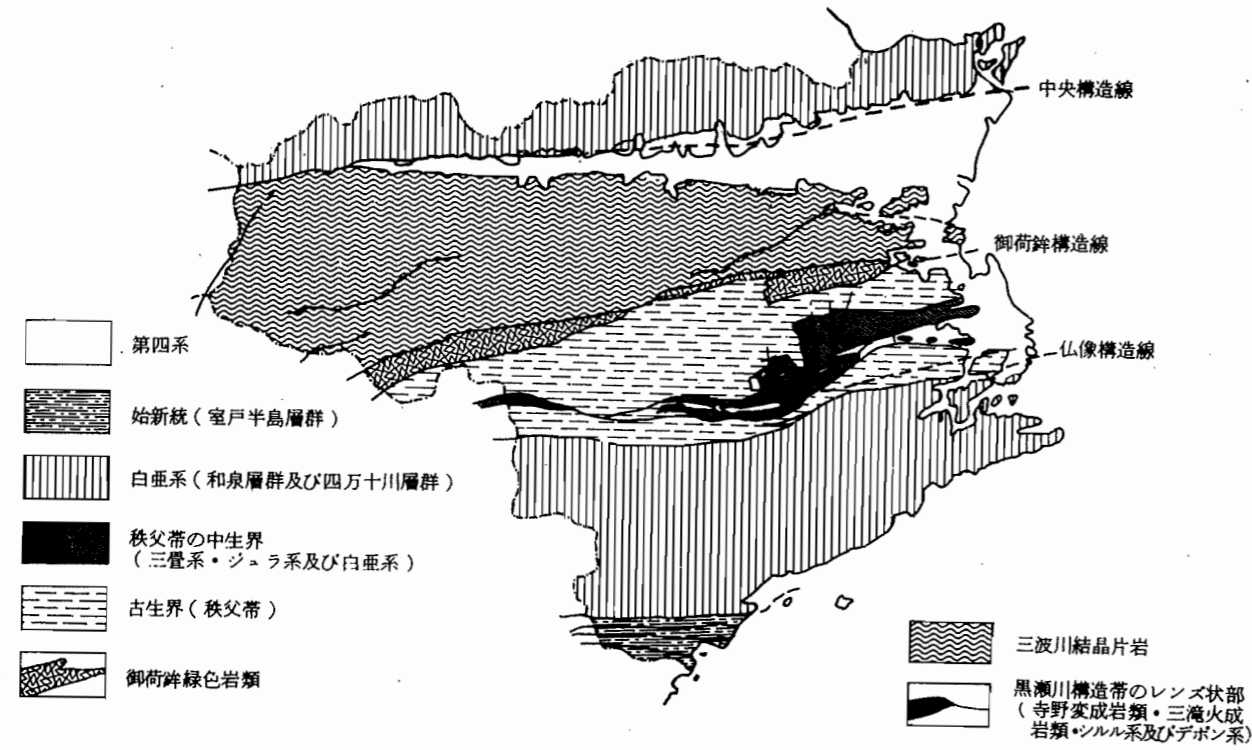 中央構造線
御荷鉾構造線
仏像構造線
第四系
始新統(室戸半島層群)
白亜系(和泉層群及び四万十川層群)
秩父帯の中生界
(三畳系・ジュラ系及び白亜系)
古生界(秩父帯)
御荷鉾緑色岩類
三波川結晶片岩
黒瀬川構造帯のレンズ状部
(寺野変成岩類・三滝火成
岩類・シルル系及びデボン系)